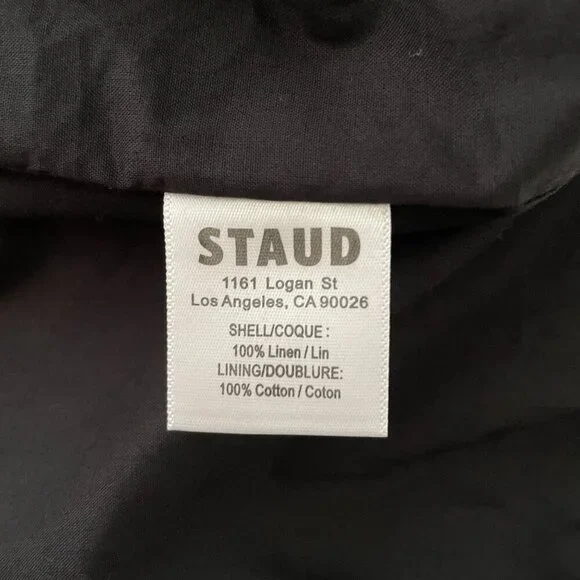 STAUD
1161 Logan St
Los Angeles, CA 90026
SHELL/COQUE :
100% Linen / Lin
LINING/DOUBLURE:
100% Cotton / Coton